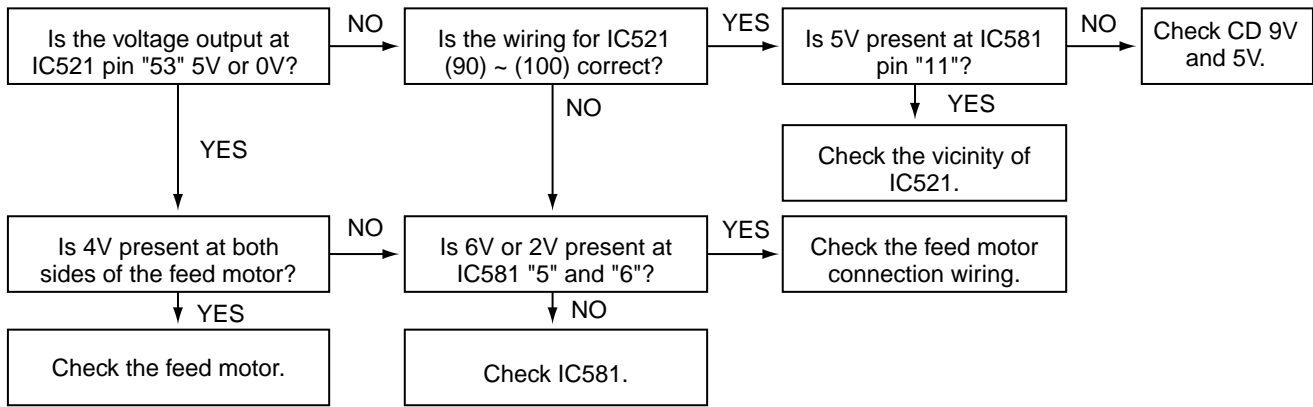 Is the voltage output at
IC521 pin "53" 5V or 0V?
NO
Is the wiring for IC521
(90) ~ (100) correct?
YES
Is 5V present at IC581
pin "11"?
NO
Check CD 9V
and 5V.
YES
NO
YES
Check the vicinity of
IC521.
Is 4V present at both
sides of the feed motor?
NO
Is 6V or 2V present at
IC581 "5" and "6"?
YES
Check the feed motor
connection wiring.
YES
NO
Check the feed motor.
Check IC581.